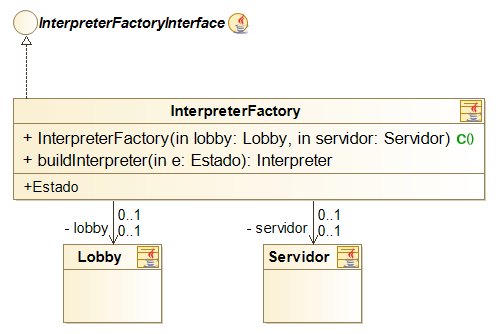 InterpreterFactoryInterface
InterpreterFactory
+ InterpreterFactory(in lobby: Lobby, in servidor: Servidor) C()
+ buildInterpreter(in e: Estado): Interpreter
+Estado
0..1 0..1
- lobby 0..1 - servidor 0..1
Lobby Servidor